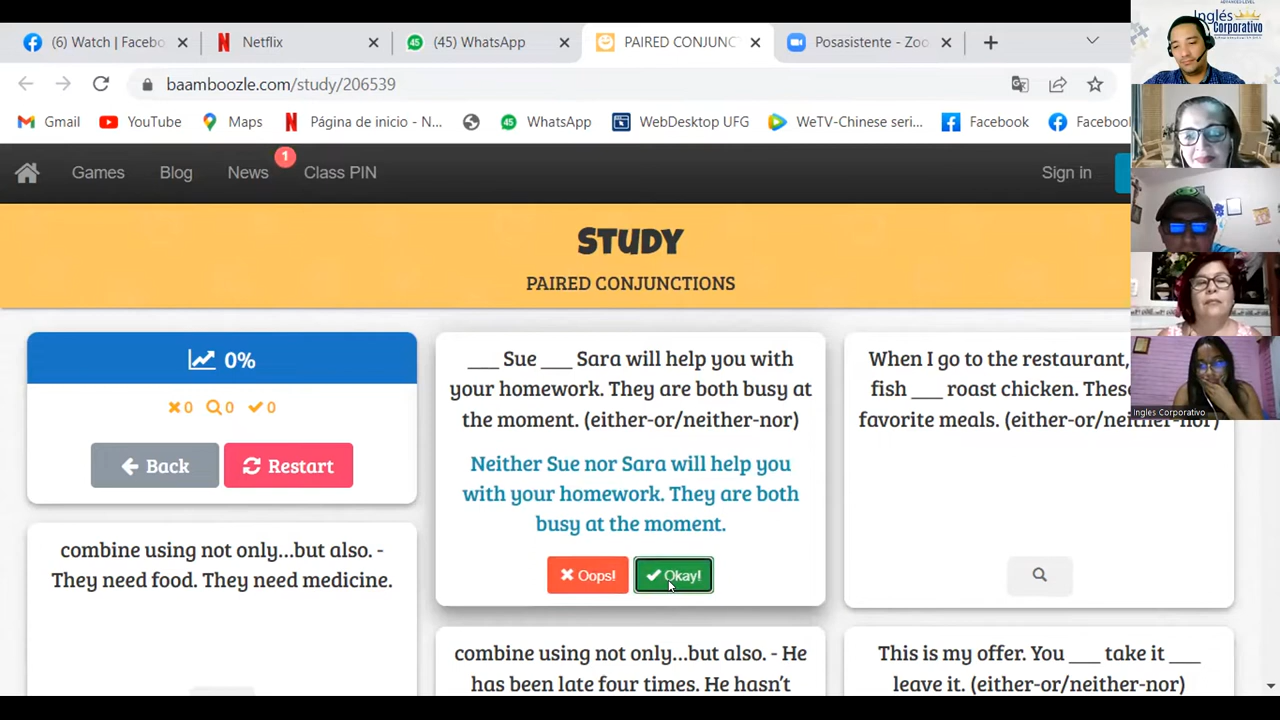 (6) Watch | Facebo
Netflix
(45) WhatsApp
PAIRED CONJUNC
Posasistente - Zoo
ADVANCED LEVEL
Inglés
Corporativo
baamboozle.com/study/206539
Gmail
YouTube
Maps
Página de inicio - N...
WhatsApp
WebDesktop UFG
WeTV-Chinese seri...
Facebook
Facebook
Games
Blog
News
1
Class PIN
Sign in
STUDY
PAIRED CONJUNCTIONS
0%
0 0 0
Back
Restart
combine using not only...but also. -
They need food. They need medicine.
___ Sue ___ Sara will help you with
your homework. They are both busy at
the moment. (either-or/neither-nor)
Neither Sue nor Sara will help you
with your homework. They are both
busy at the moment.
Oops!
Okay!
combine using not only...but also. - He
has been late four times. He hasn't
When I go to the restaurant,
fish ___ roast chicken. These
favorite meals. (either-or/neither-nor)
This is my offer. You ___ take it ___
leave it. (either-or/neither-nor)
Ingles Corporativo